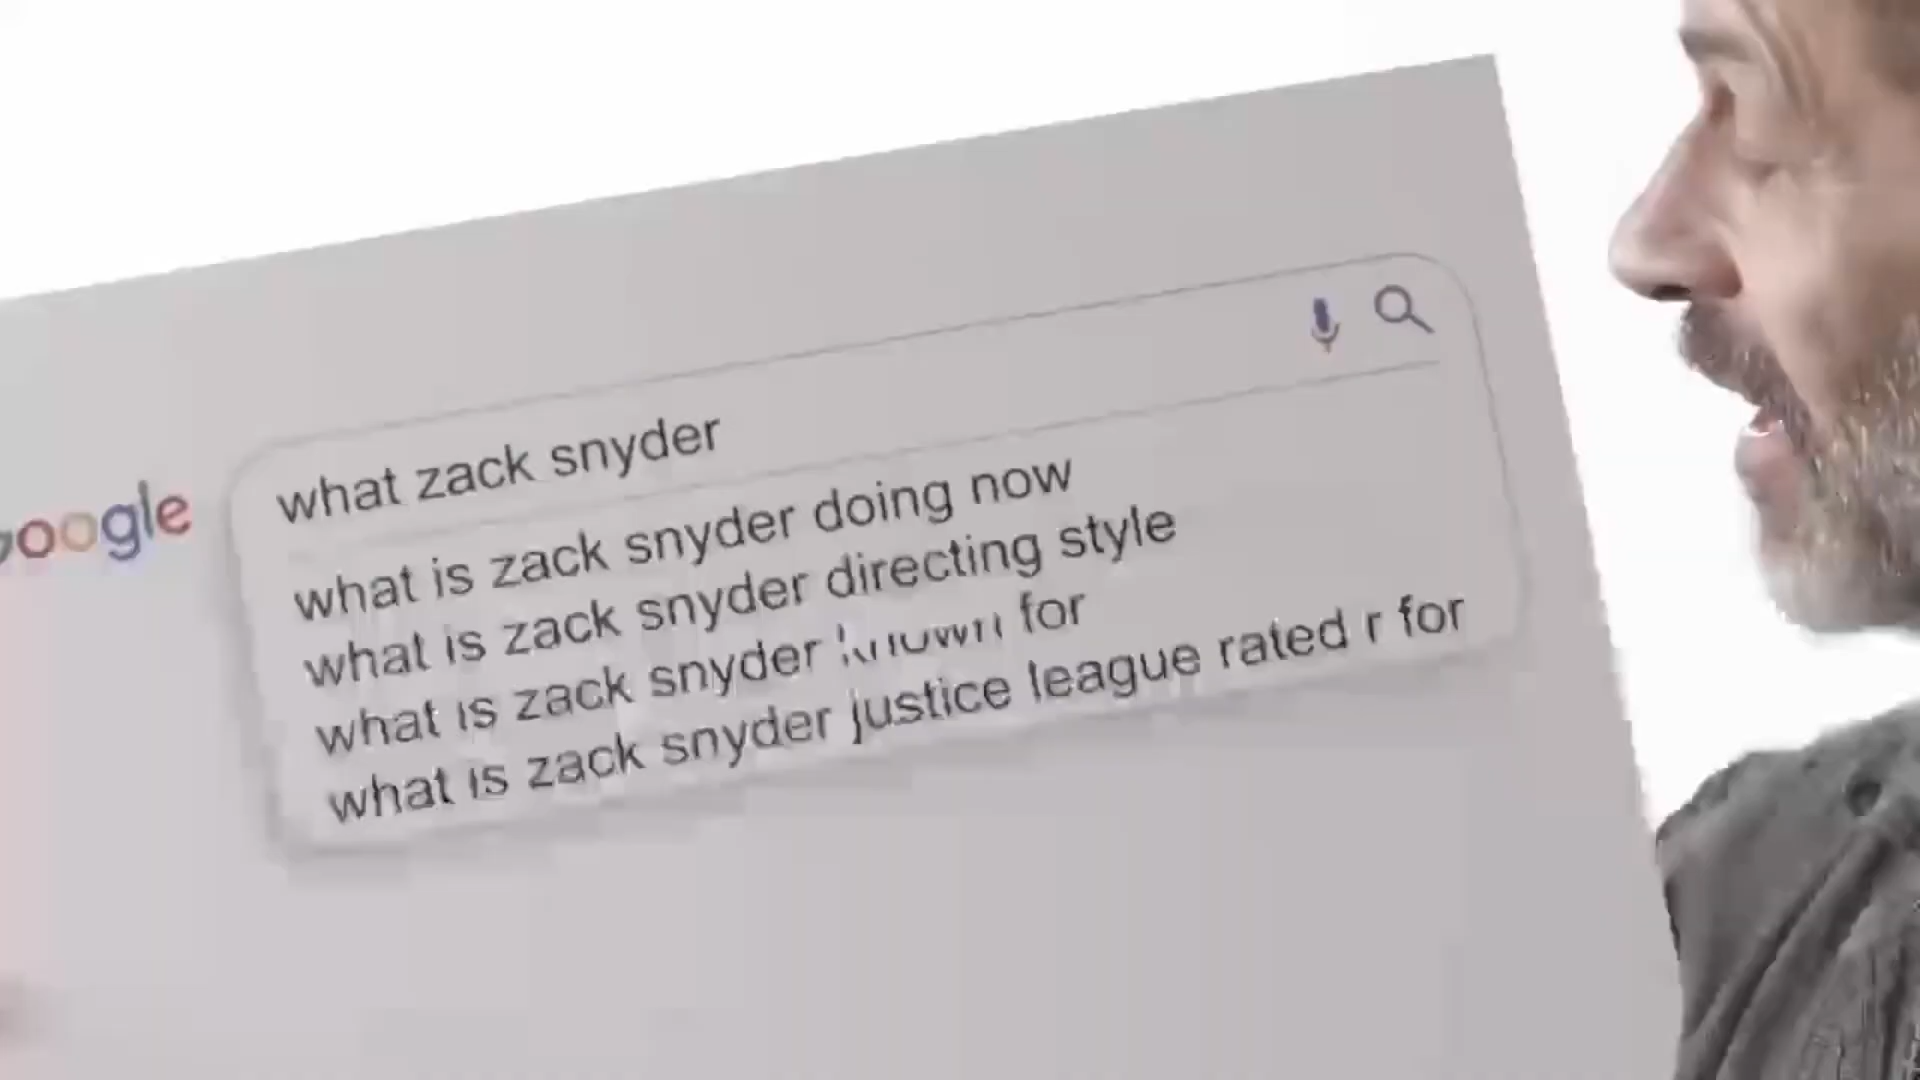 what zack snyder
oogle
what is zack snyder doing now
what is zack snyder directing style
what is zack snyder known for
what is zack snyder justice league rated r for